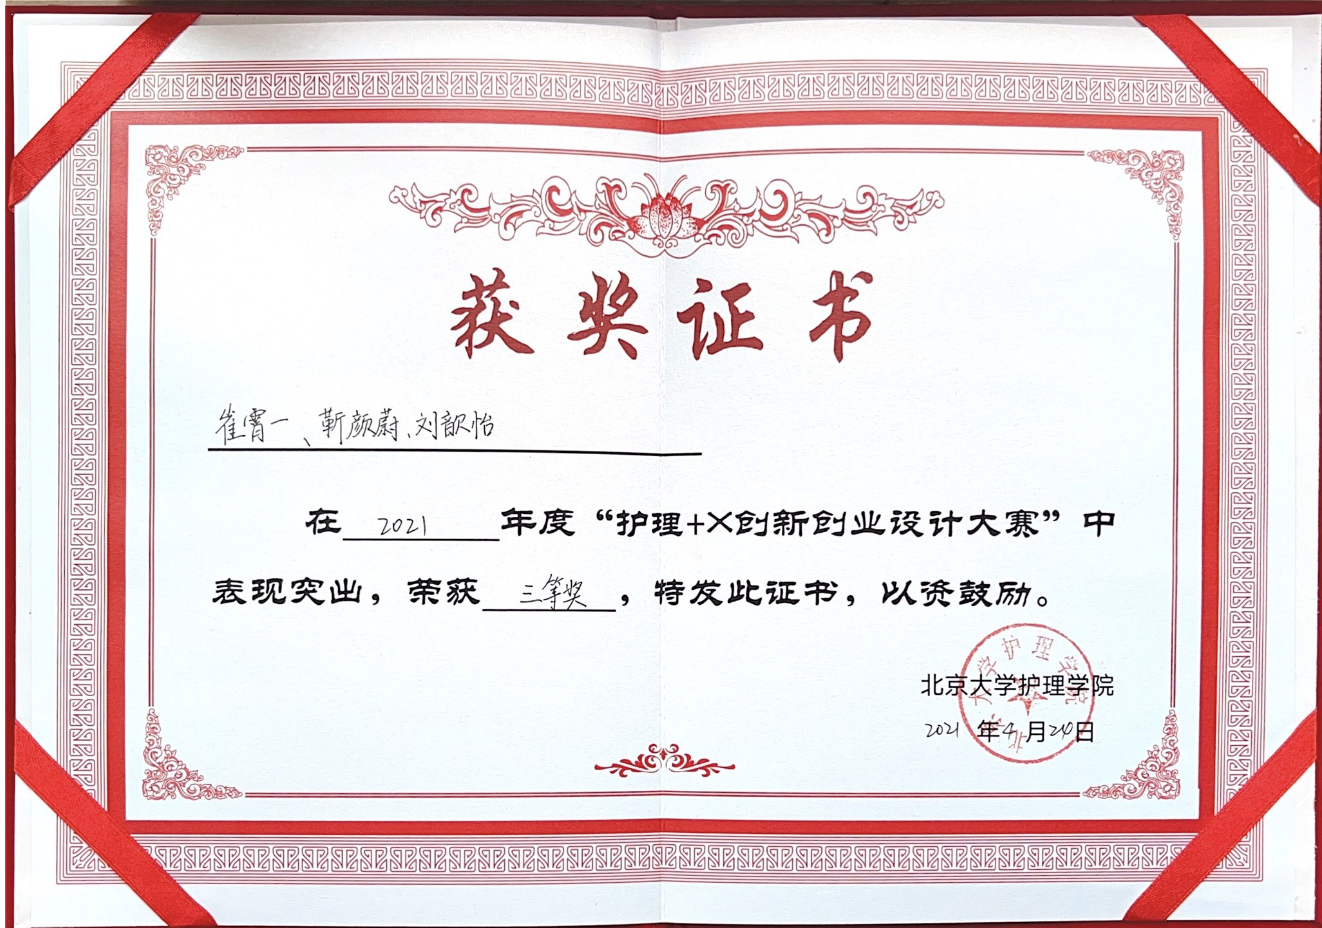 获奖证书
崔霄一、靳颜蔚、刘歆怡
在 2021 年度“护理+X创新创业设计大赛”中
表现突出，荣获 三等奖 ，特发此证书，以资鼓励。
北京大学护理学院
2021 年 4 月 24 日
北京大学护理学院